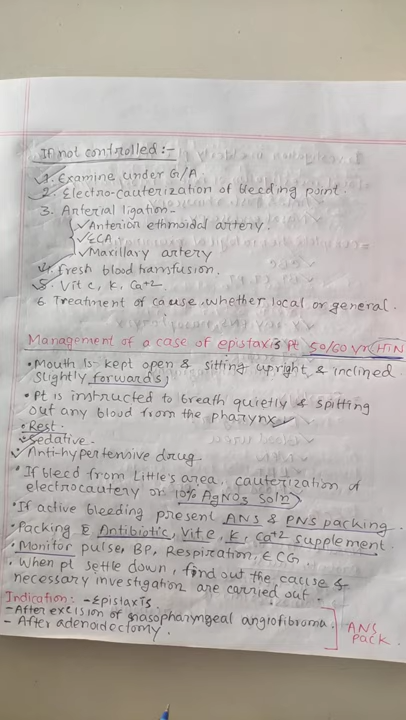 If not controlled :-
1. Examine under G/A.
2. Electro-cauterization of bleeding point.
3. Arterial ligation -
Anterior ethmoidal artery.
ECA.
Maxillary artery
4. Fresh blood transfusion.
5. Vit c, K, Ca+2.
6 Treatment of cause, whether local or general.
Management of a case of epistaxis pt 50/60 yr HTN
• Mouth is kept open & sitting upright & inclined
slightly forwards,
• Pt is instructed to breath quietly & spitting
out any blood from the pharynx
• Rest.
• Sedative.
• Anti-hypertensive drug.
• If bleed from Little's area, cauterization of
electrocautery or 10% AgNO3 soln
• If active bleeding present ANS & PNS packing.
• Packing & Antibiotic, Vit c, K, Ca+2 supplement.
• Monitor pulse, BP, Respiration, ECG.
• When pt settle down, find out the cause &
necessary investigation are carried out.
Indication: - Epistaxis
- After excision of nasopharyngeal angiofibroma.
- After adenoidectomy.
ANS
pack